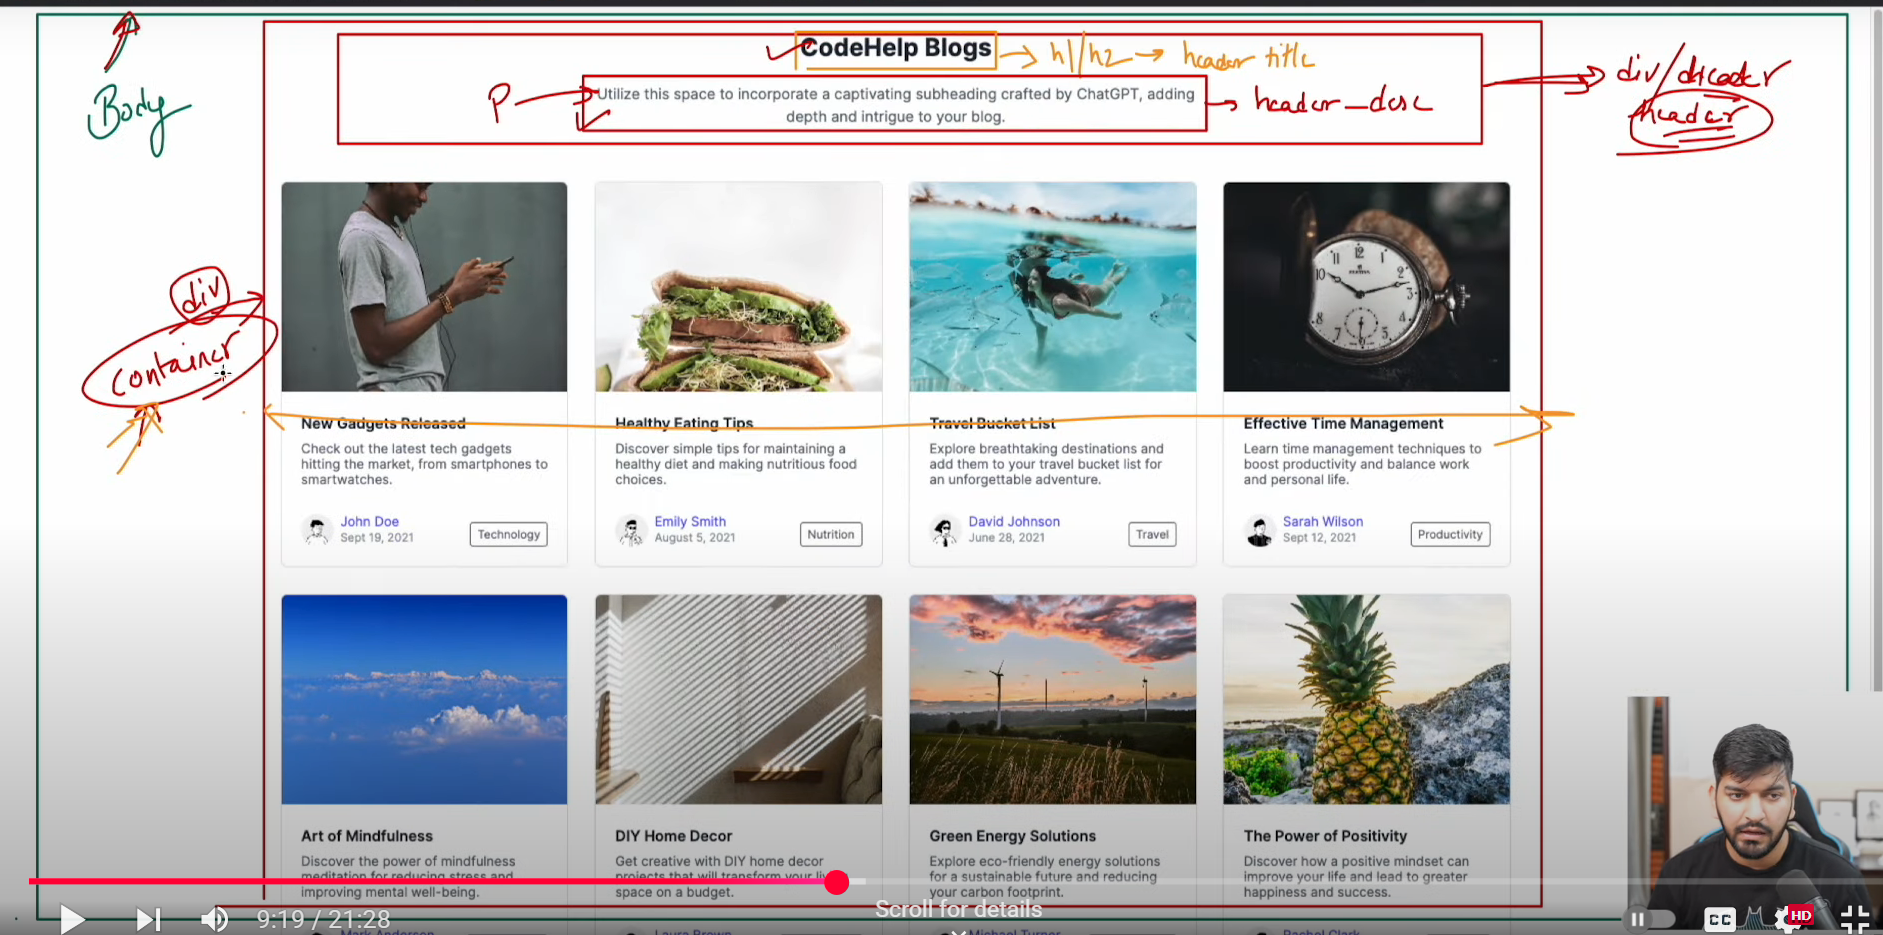 CodeHelp Blogs
h1/h2 → header title
Utilize this space to incorporate a captivating subheading crafted by ChatGPT, adding
depth and intrigue to your blog.
P
header_desc
div/
header
Body
div
container
New Gadgets Released
Check out the latest tech gadgets
hitting the market, from smartphones to
smartwatches.
John Doe
Sept 19, 2021
Technology
Healthy Eating Tips
Discover simple tips for maintaining a
healthy diet and making nutritious food
choices.
Emily Smith
August 5, 2021
Nutrition
Travel Bucket List
Explore breathtaking destinations and
add them to your travel bucket list for
an unforgettable adventure.
David Johnson
June 28, 2021
Travel
Effective Time Management
Learn time management techniques to
boost productivity and balance work
and personal life.
Sarah Wilson
Sept 12, 2021
Productivity
Art of Mindfulness
Discover the power of mindfulness
meditation for reducing stress and
improving mental well-being.
DIY Home Decor
Get creative with DIY home decor
projects that will transform your
space on a budget.
Green Energy Solutions
Explore eco-friendly energy solutions
for a sustainable future and reducing
your carbon footprint.
The Power of Positivity
Discover how a positive mindset can
improve your life and lead to greater
happiness and success.
Scroll for details
9:19 / 21:28
CC
HD
Mark Anderson
Laura Brown
Michael Turner
Rachel Clark